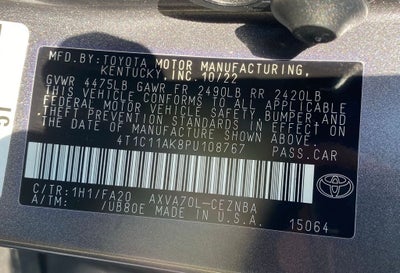 MFD.BY:TOYOTA MOTOR MANUFACTURING,
KENTUCKY,INC.10/22
GVWR 4475LB GAWR FR 2490LB RR 2420LB
THIS VEHICLE CONFORMS TO ALL APPLICABLE
FEDERAL MOTOR VEHICLE SAFETY,BUMPER,AND
THEFT PREVENTION STANDARDS IN EFFECT ON
THE DATE OF MANUFACTURE SHOWN ABOVE.
4T1C11AK8PU108767 PASS.CAR
C/TR:1H1/FA20 AXVA70L-CEZNBA
A/TM: /UB80E MADE IN U.S.A. 15064